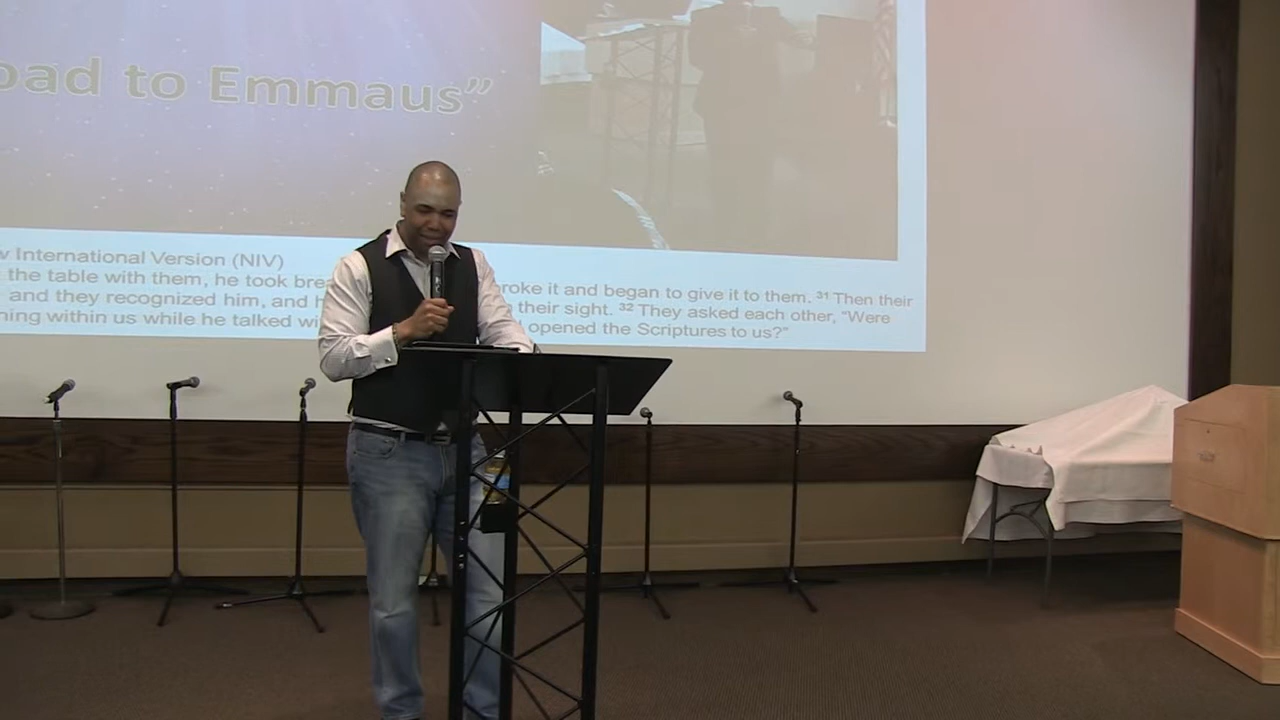 oad to Emmaus”
w International Version (NIV)
the table with them, he took brea roke it and began to give it to them. ³¹ Then their
and they recognized him, and h n their sight. ³² They asked each other, “Were
ning within us while he talked wi opened the Scriptures to us?”